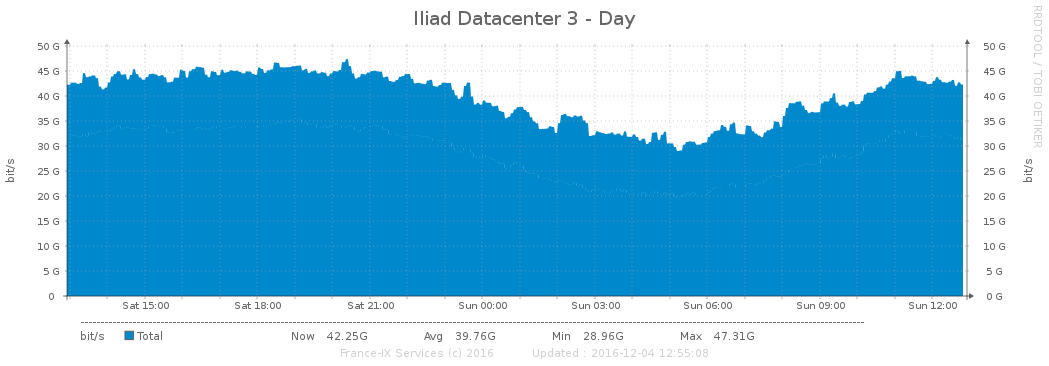 Iliad Datacenter 3 - Day
RRDTOOL / TOBI OETIKER
bit/s
50 G 50 G
45 G 45 G
40 G 40 G
35 G 35 G
30 G 30 G
25 G 25 G
20 G 20 G
15 G 15 G
10 G 10 G
5 G 5 G
0 0 G
bit/s
Sat 15:00 Sat 18:00 Sat 21:00 Sun 00:00 Sun 03:00 Sun 06:00 Sun 09:00 Sun 12:00
bit/s Total Now 42.25G Avg 39.76G Min 28.96G Max 47.31G
France-IX Services (c) 2016 Updated : 2016-12-04 12:55:08